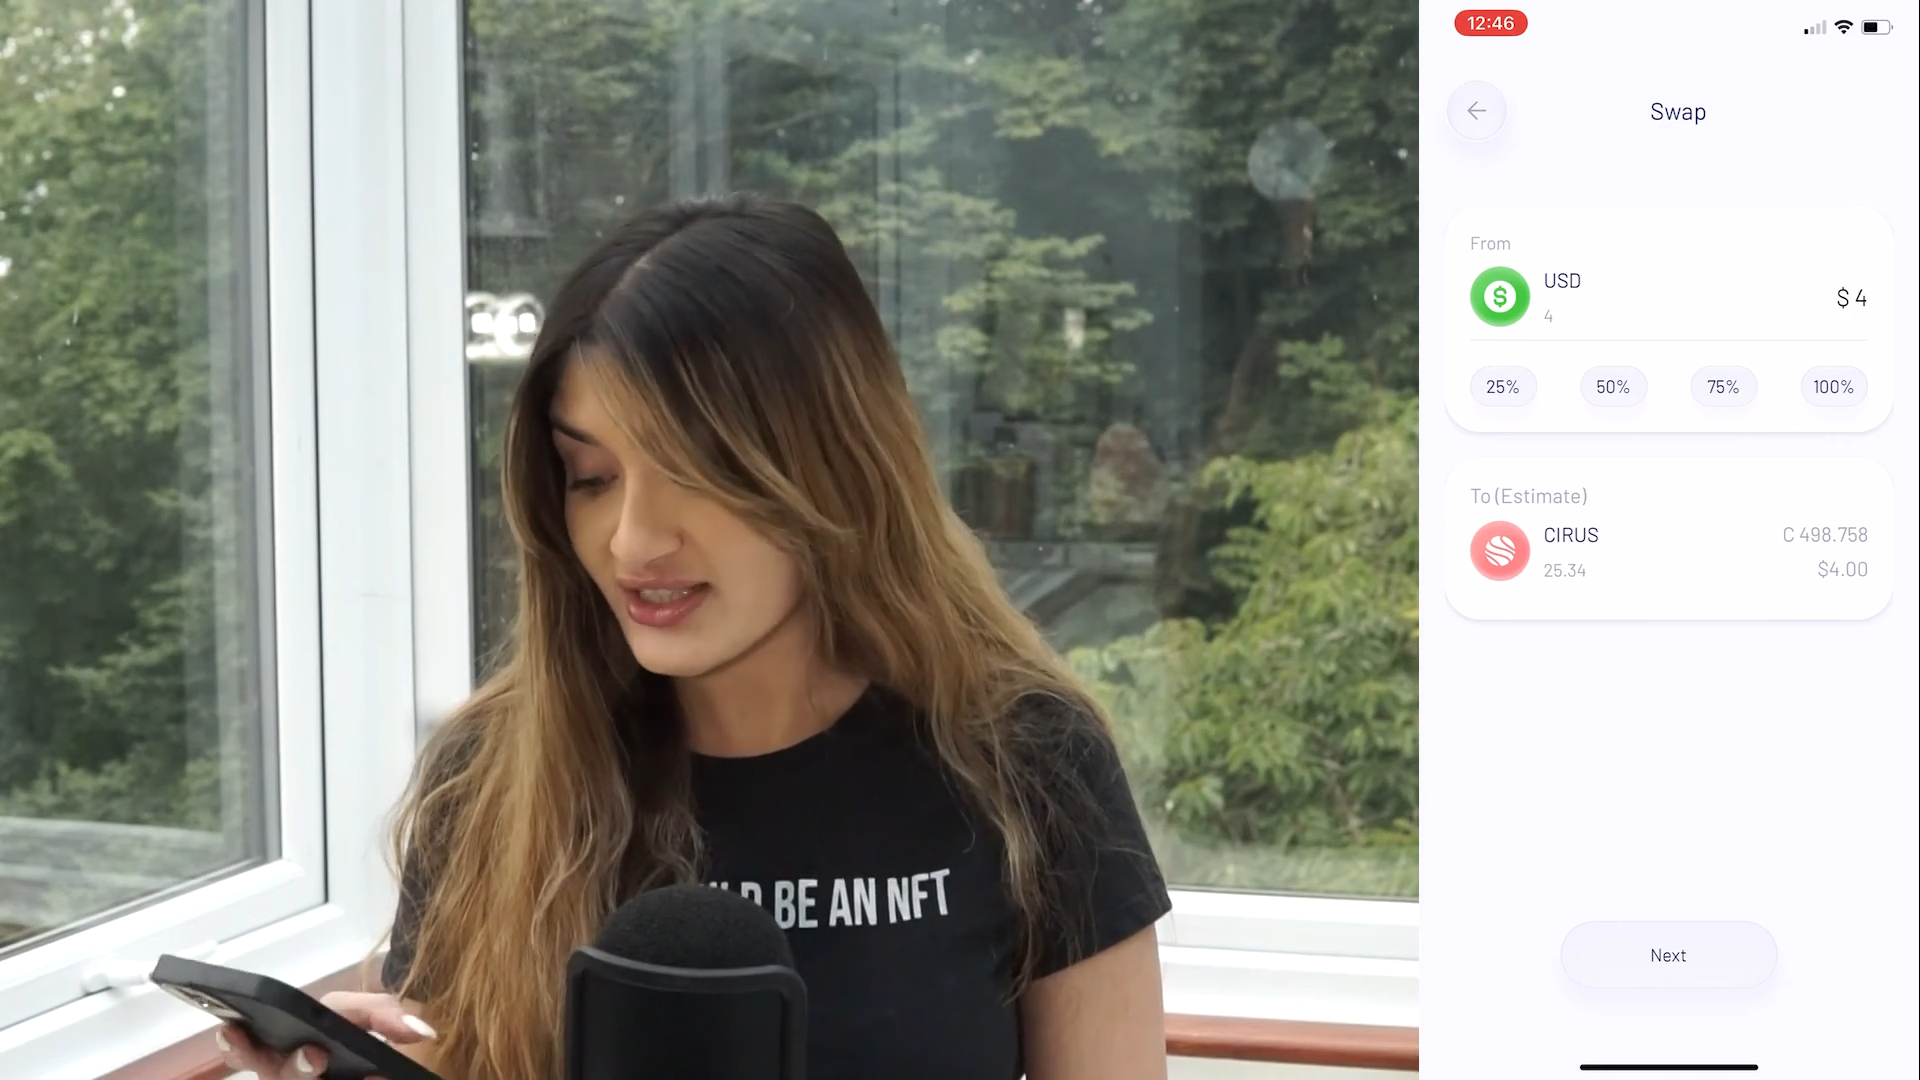 BE AN NFT
12:46
Swap
From
USD
$ 4
4
25% 50% 75% 100%
To (Estimate)
CIRUS C 498.758
25.34 $4.00
Next